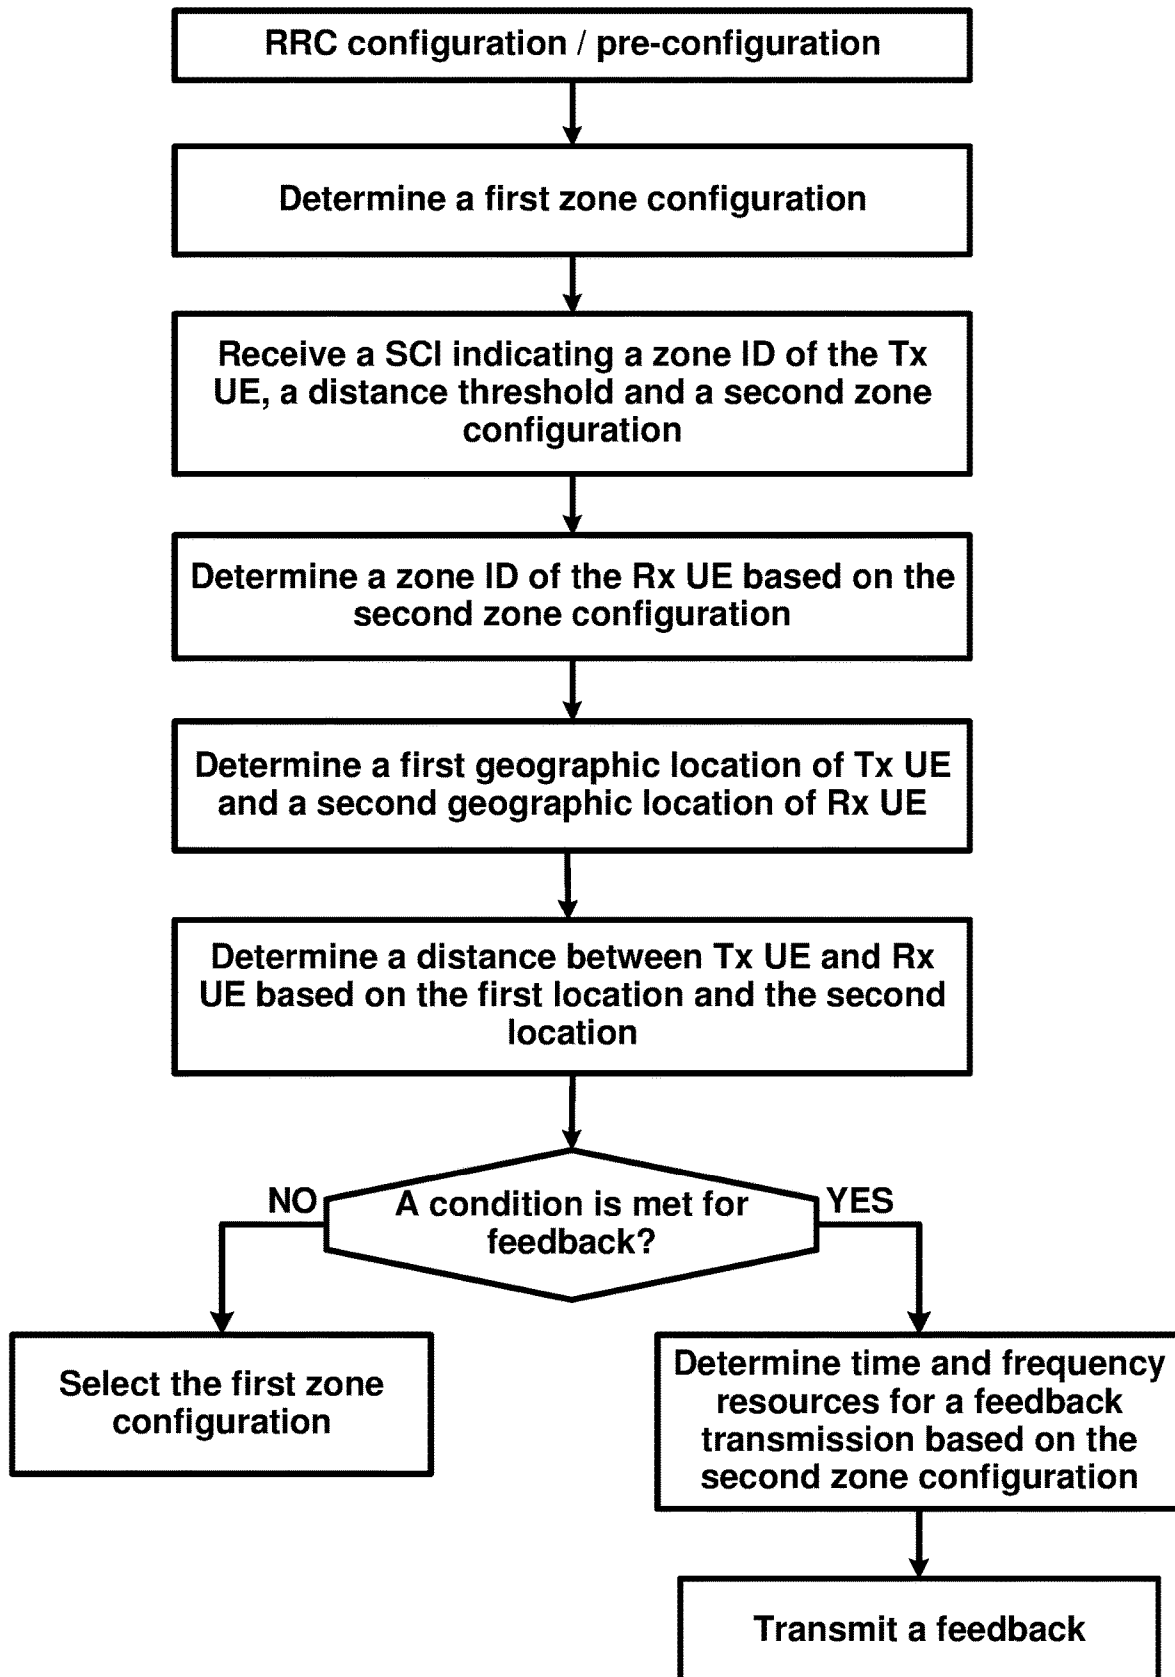 RRC configuration / pre-configuration
Determine a first zone configuration
Receive a SCI indicating a zone ID of the Tx
UE, a distance threshold and a second zone
configuration
Determine a zone ID of the Rx UE based on the
second zone configuration
Determine a first geographic location of Tx UE
and a second geographic location of Rx UE
Determine a distance between Tx UE and Rx
UE based on the first location and the second
location
NO
A condition is met for
feedback?
YES
Select the first zone
configuration
Determine time and frequency
resources for a feedback
transmission based on the
second zone configuration
Transmit a feedback